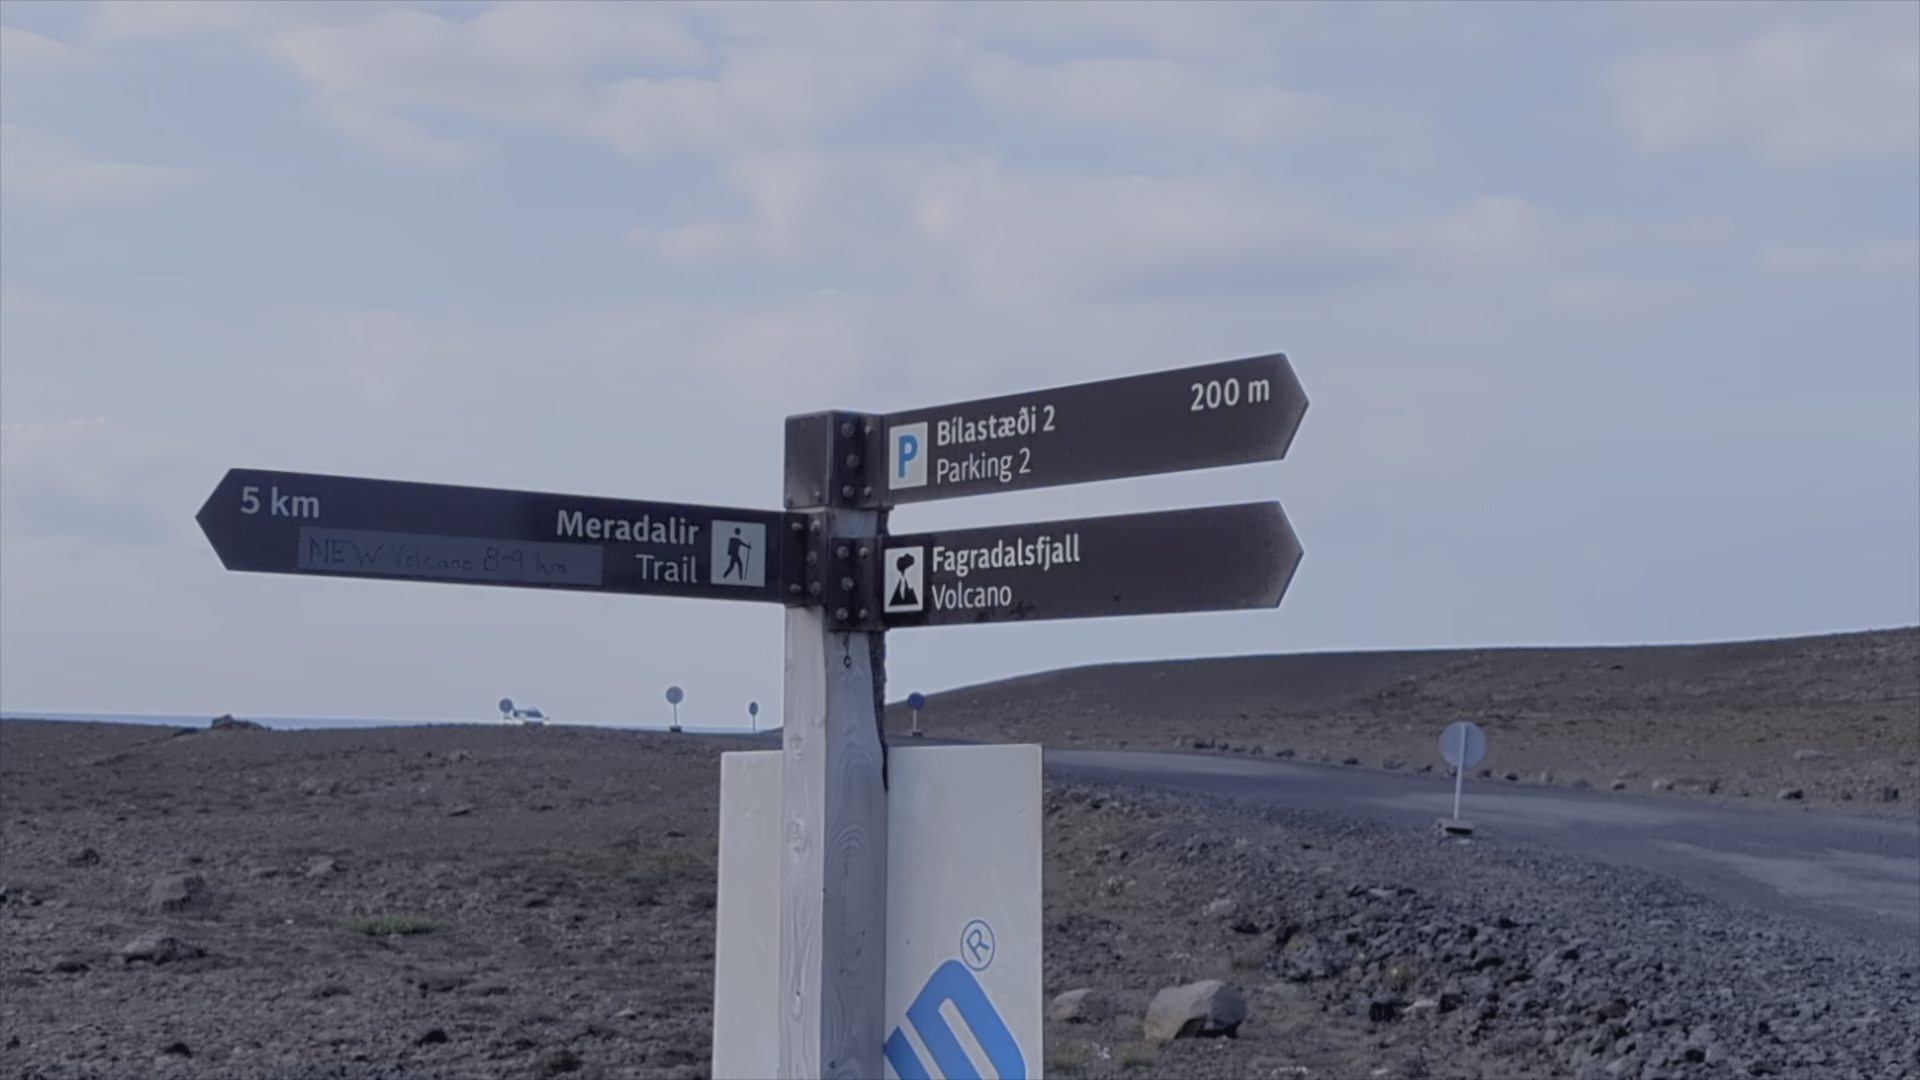 5 km
Meradalir
Trail
NEW Volcano 8-9 km
P
Bílastæði 2
Parking 2
200 m
Fagradalsfjall
Volcano
®